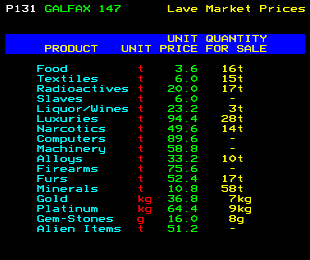 P131 GALFAX 147 Lave Market Prices
UNIT QUANTITY
PRODUCT UNIT PRICE FOR SALE
Food t 3.6 16t
Textiles t 6.0 15t
Radioactives t 20.0 17t
Slaves t 6.0 -
Liquor/Wines t 23.2 3t
Luxuries t 94.4 28t
Narcotics t 49.6 14t
Computers t 89.6 -
Machinery t 58.8 -
Alloys t 33.2 10t
Firearms t 75.6 -
Furs t 52.4 17t
Minerals t 10.8 58t
Gold kg 36.8 7kg
Platinum kg 64.4 9kg
Gem-Stones g 16.0 8g
Alien Items t 51.2 -